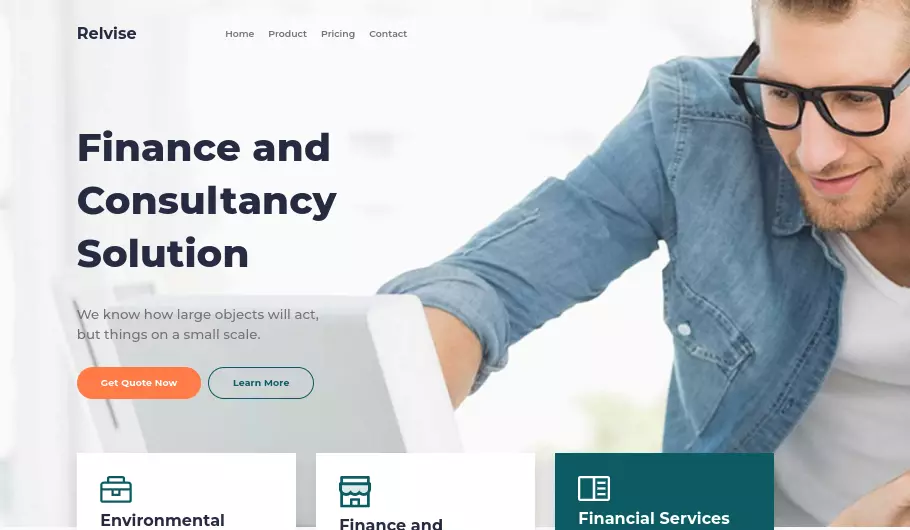 Relvise
Home Product Pricing Contact
Finance and
Consultancy
Solution
We know how large objects will act,
but things on a small scale.
Get Quote Now Learn More
Environmental
Finance and
Financial Services